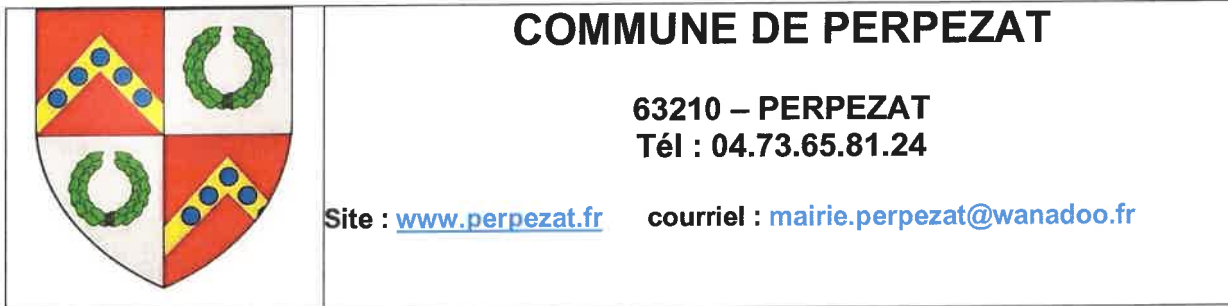 COMMUNE DE PERPEZAT
63210 – PERPEZAT
Tél : 04.73.65.81.24
Site : www.perpezat.fr courriel : mairie.perpezat@wanadoo.fr